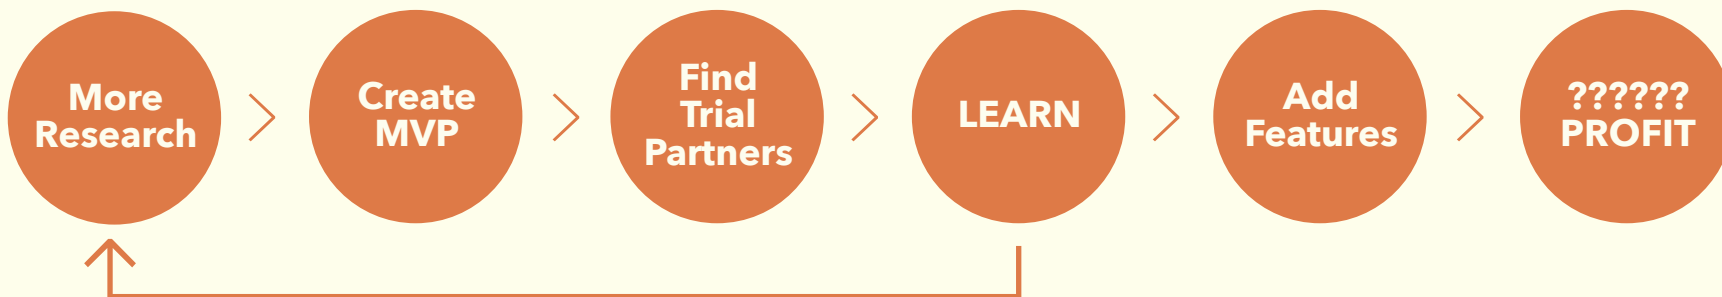 More
Research
Create
MVP
Find
Trial
Partners
LEARN
Add
Features
??????
PROFIT